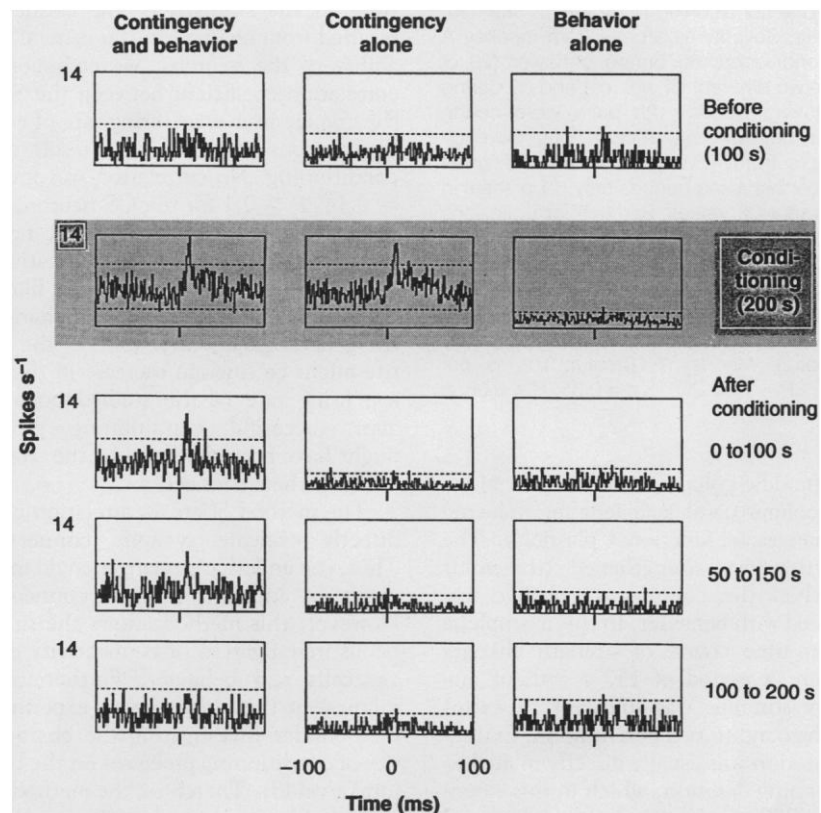 Contingency and behavior
Contingency alone
Behavior alone
14
Before conditioning (100 s)
14
Condi-tioning (200 s)
Spikes s⁻¹
14
After conditioning
0 to100 s
14
50 to150 s
14
100 to 200 s
−100
0
100
Time (ms)